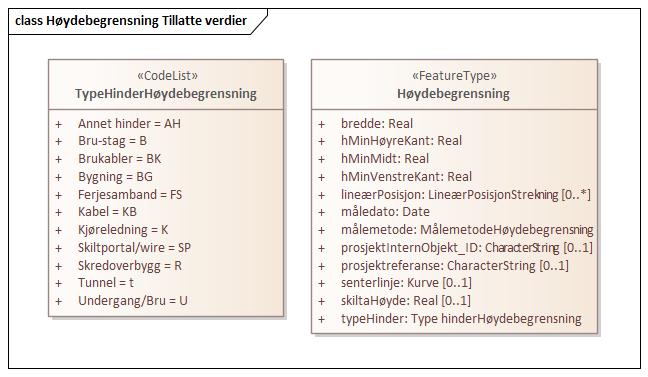 class Høydebegrensning Tillatte verdier
«CodeList»
TypeHinderHøydebegrensning
+ Annet hinder = AH
+ Bru-stag = B
+ Brukabler = BK
+ Bygning = BG
+ Ferjesamband = FS
+ Kabel = KB
+ Kjøreledning = K
+ Skiltportal/wire = SP
+ Skredoverbygg = R
+ Tunnel = t
+ Undergang/Bru = U
«FeatureType»
Høydebegrensning
+ bredde: Real
+ hMinHøyreKant: Real
+ hMinMidt: Real
+ hMinVenstreKant: Real
+ lineærPosisjon: LineærPosisjonStrekning [0..*]
+ måledato: Date
+ målemetode: MålemetodeHøydebegrensning
+ prosjektInternObjekt_ID: CharacterString [0..1]
+ prosjektreferanse: CharacterString [0..1]
+ senterlinje: Kurve [0..1]
+ skiltaHøyde: Real [0..1]
+ typeHinder: Type hinderHøydebegrensning